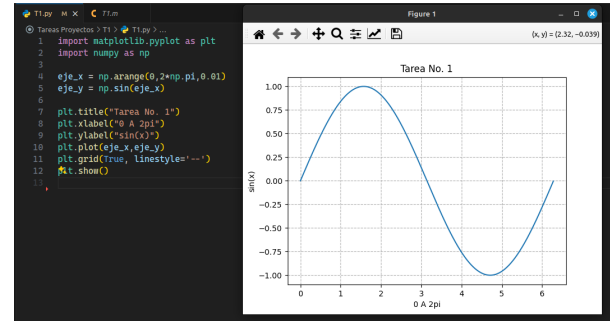 T1.py M X
T1.m
Tareas Proyectos > T1 > T1.py > ...
1 import matplotlib.pyplot as plt
2 import numpy as np
3
4 eje_x = np.arange(0,2*np.pi,0.01)
5 eje_y = np.sin(eje_x)
6
7 plt.title("Tarea No. 1")
8 plt.xlabel("0 A 2pi")
9 plt.ylabel("sin(x)")
10 plt.plot(eje_x,eje_y)
11 plt.grid(True, linestyle='--')
12 plt.show()
13
Figure 1
(x, y) = (2.32, −0.039)
Tarea No. 1
1.00
0.75
0.50
0.25
0.00
−0.25
−0.50
−0.75
−1.00
sin(x)
0 1 2 3 4 5 6
0 A 2pi